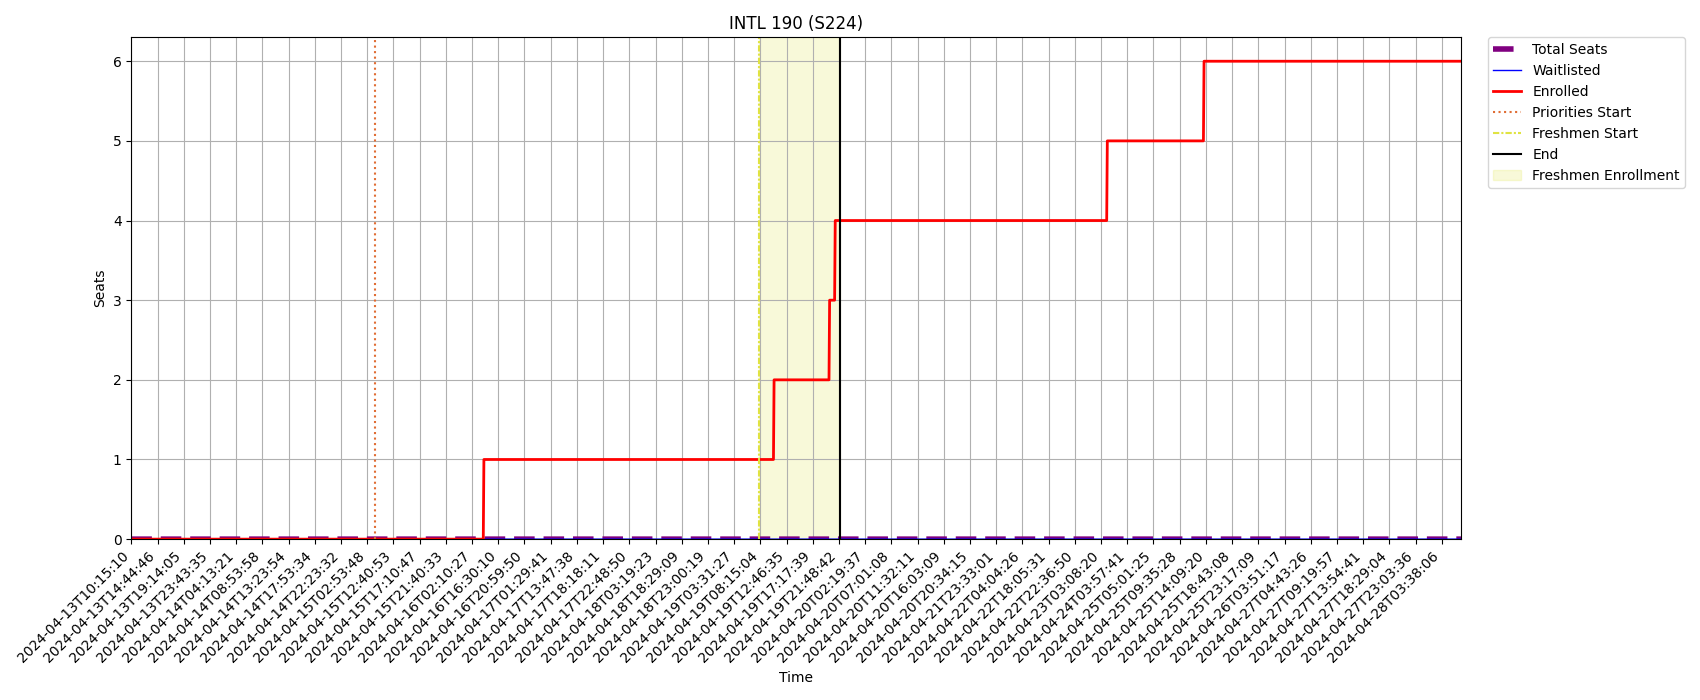 INTL 190 (S224)
Seats
6
5
4
3
2
1
0
2024-04-13T10:15:10
2024-04-13T14:44:46
2024-04-13T19:14:05
2024-04-13T23:43:35
2024-04-14T04:13:21
2024-04-14T08:53:58
2024-04-14T13:23:54
2024-04-14T17:53:34
2024-04-14T22:23:32
2024-04-15T02:53:48
2024-04-15T12:40:53
2024-04-15T17:10:47
2024-04-15T21:40:33
2024-04-16T02:10:27
2024-04-16T16:30:10
2024-04-16T20:59:50
2024-04-17T01:29:41
2024-04-17T13:47:38
2024-04-17T18:18:11
2024-04-17T22:48:50
2024-04-18T03:19:23
2024-04-18T18:29:09
2024-04-18T23:00:19
2024-04-19T03:31:27
2024-04-19T08:15:04
2024-04-19T12:46:35
2024-04-19T17:17:39
2024-04-19T21:48:42
2024-04-20T02:19:37
2024-04-20T07:01:08
2024-04-20T11:32:11
2024-04-20T16:03:09
2024-04-20T20:34:15
2024-04-21T23:33:01
2024-04-22T04:04:26
2024-04-22T18:05:31
2024-04-22T22:36:50
2024-04-23T03:08:20
2024-04-24T03:57:41
2024-04-25T05:01:25
2024-04-25T09:35:28
2024-04-25T14:09:20
2024-04-25T18:43:08
2024-04-25T23:17:09
2024-04-26T03:51:17
2024-04-27T04:43:26
2024-04-27T09:19:57
2024-04-27T13:54:41
2024-04-27T18:29:04
2024-04-27T23:03:36
2024-04-28T03:38:06
Time
Total Seats
Waitlisted
Enrolled
Priorities Start
Freshmen Start
End
Freshmen Enrollment